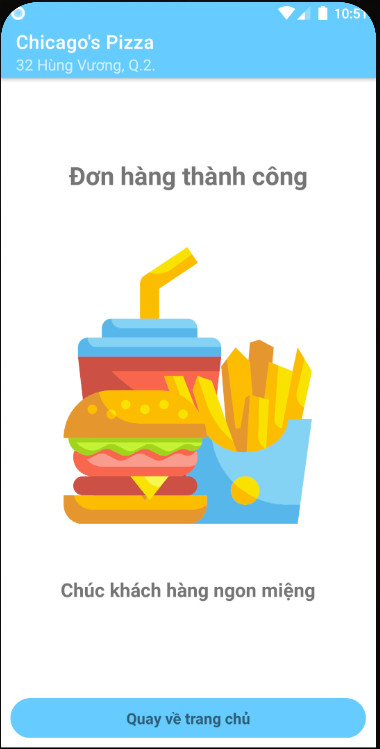 10:51
Chicago's Pizza
32 Hùng Vương, Q.2.
Đơn hàng thành công
Chúc khách hàng ngon miệng
Quay về trang chủ